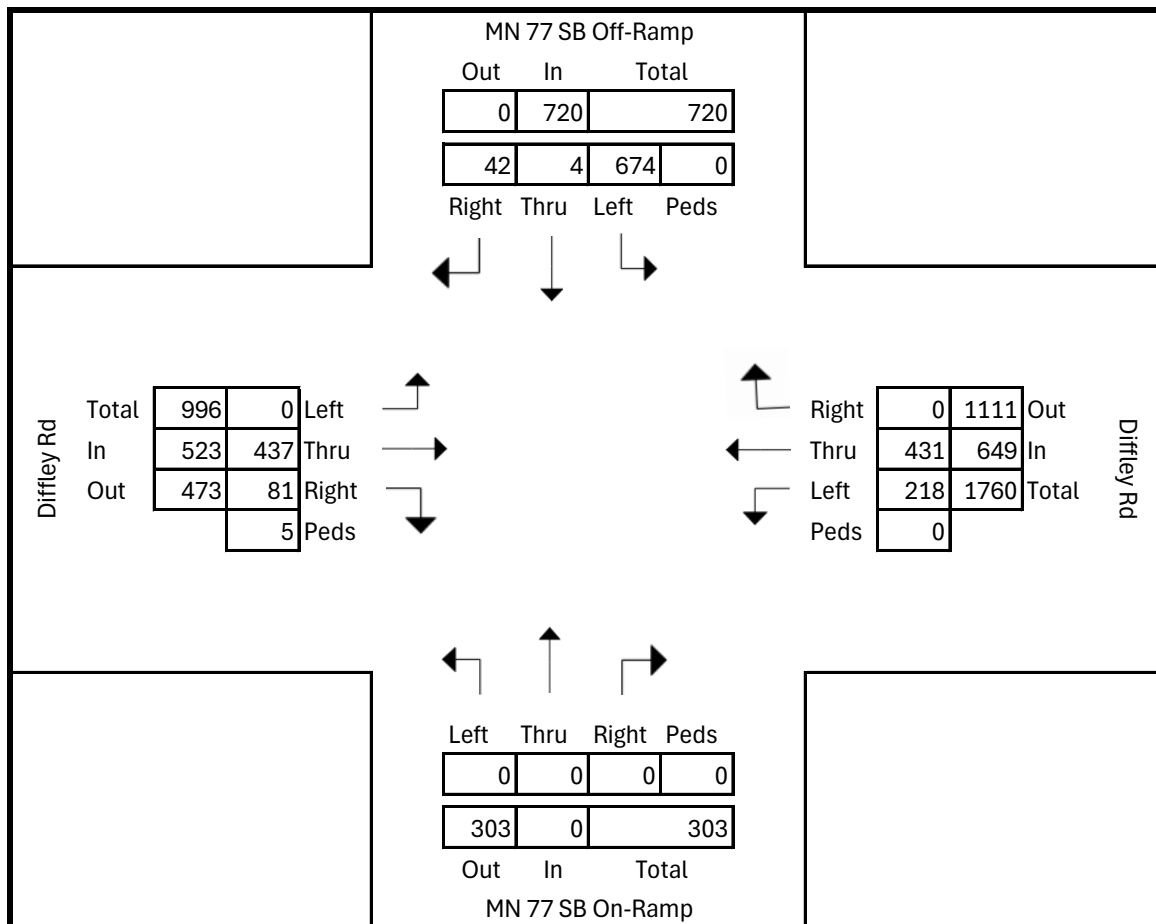 MN 77 SB Off-Ramp
Out In Total
0 720 720
42 4 674 0
Right Thru Left Peds
Diffley Rd
Total 996 0 Left
In 523 437 Thru
Out 473 81 Right
5 Peds
Right 0 1111 Out
Thru 431 649 In
Left 218 1760 Total
Peds 0
Diffley Rd
Left Thru Right Peds
0 0 0 0
303 0 303
Out In Total
MN 77 SB On-Ramp